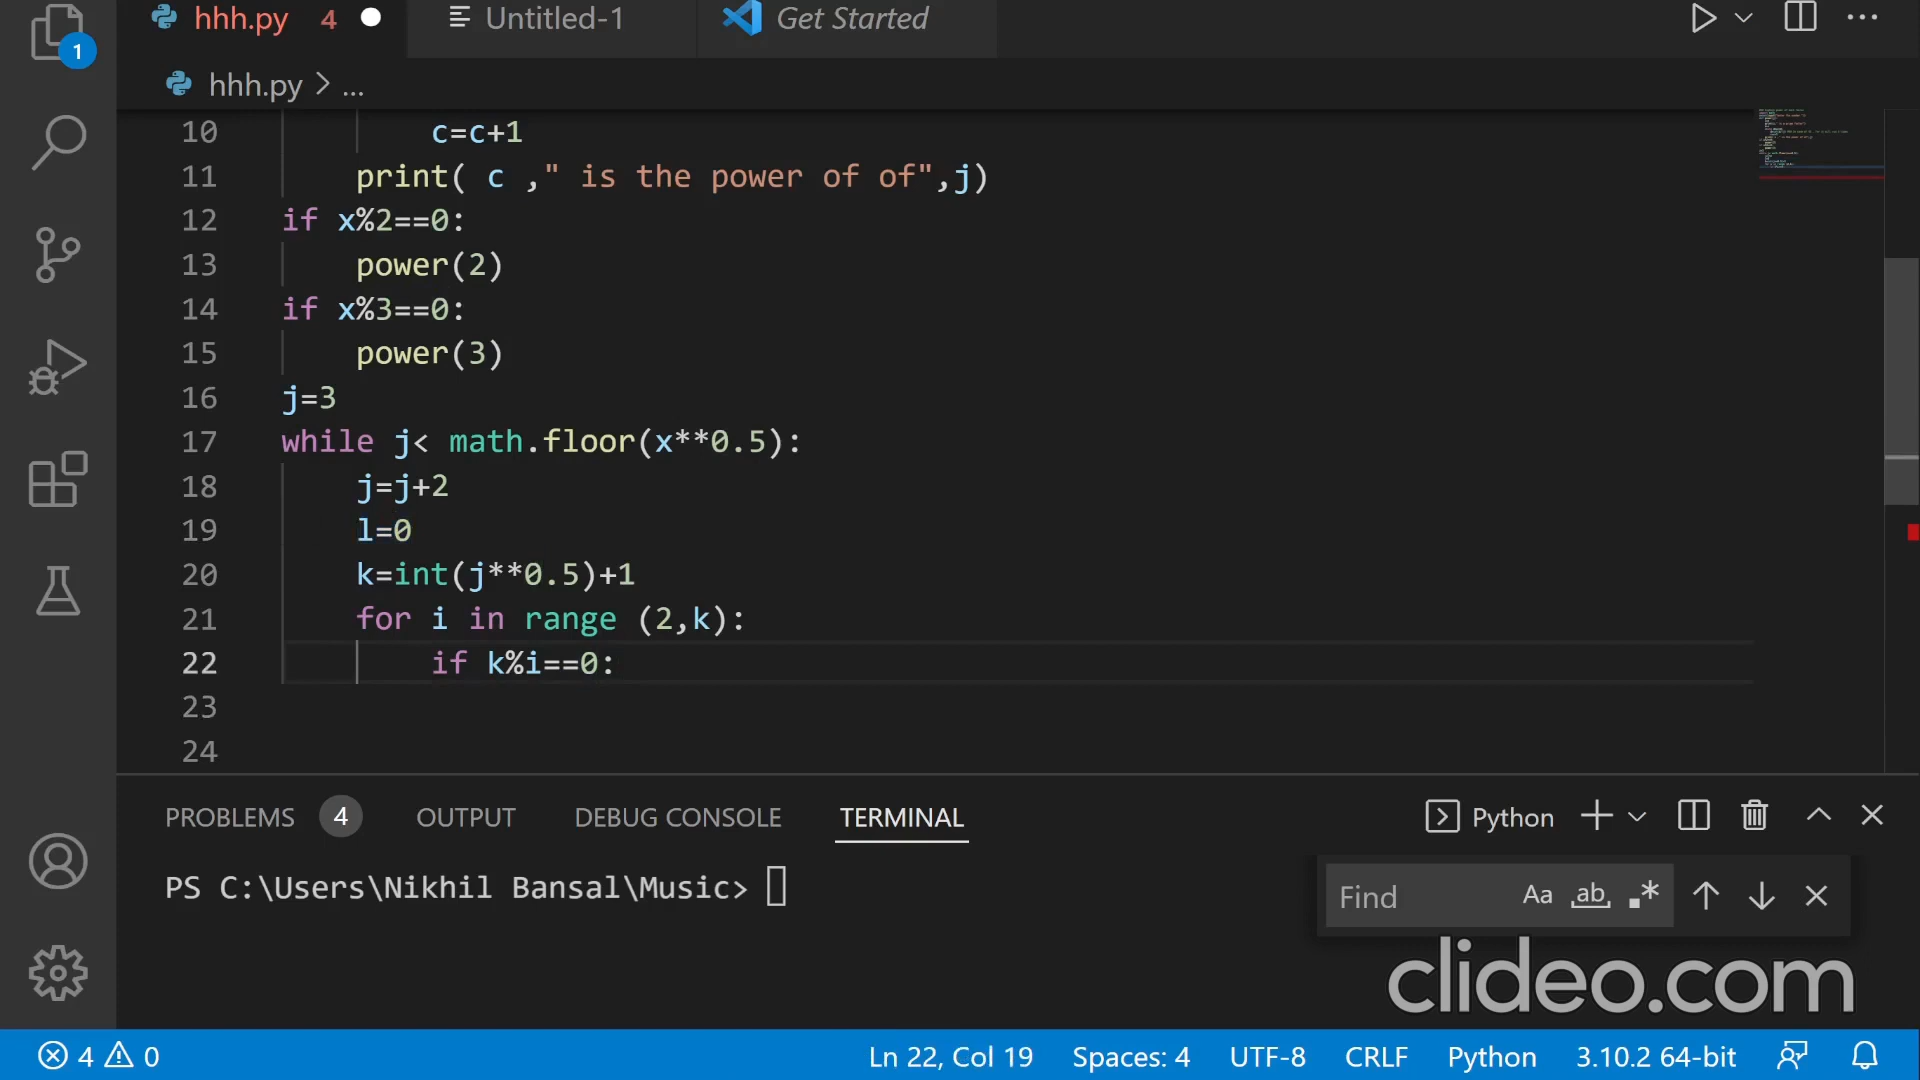 hhh.py 4 Untitled-1 Get Started
1
hhh.py > ...
10 c=c+1
11 print( c ," is the power of of",j)
12 if x%2==0:
13 power(2)
14 if x%3==0:
15 power(3)
16 j=3
17 while j< math.floor(x**0.5):
18 j=j+2
19 l=0
20 k=int(j**0.5)+1
21 for i in range (2,k):
22 if k%i==0:
23
24
PROBLEMS 4 OUTPUT DEBUG CONSOLE TERMINAL Python
PS C:\Users\Nikhil Bansal\Music>
Find Aa ab .*
clideo.com
4 0 Ln 22, Col 19 Spaces: 4 UTF-8 CRLF Python 3.10.2 64-bit